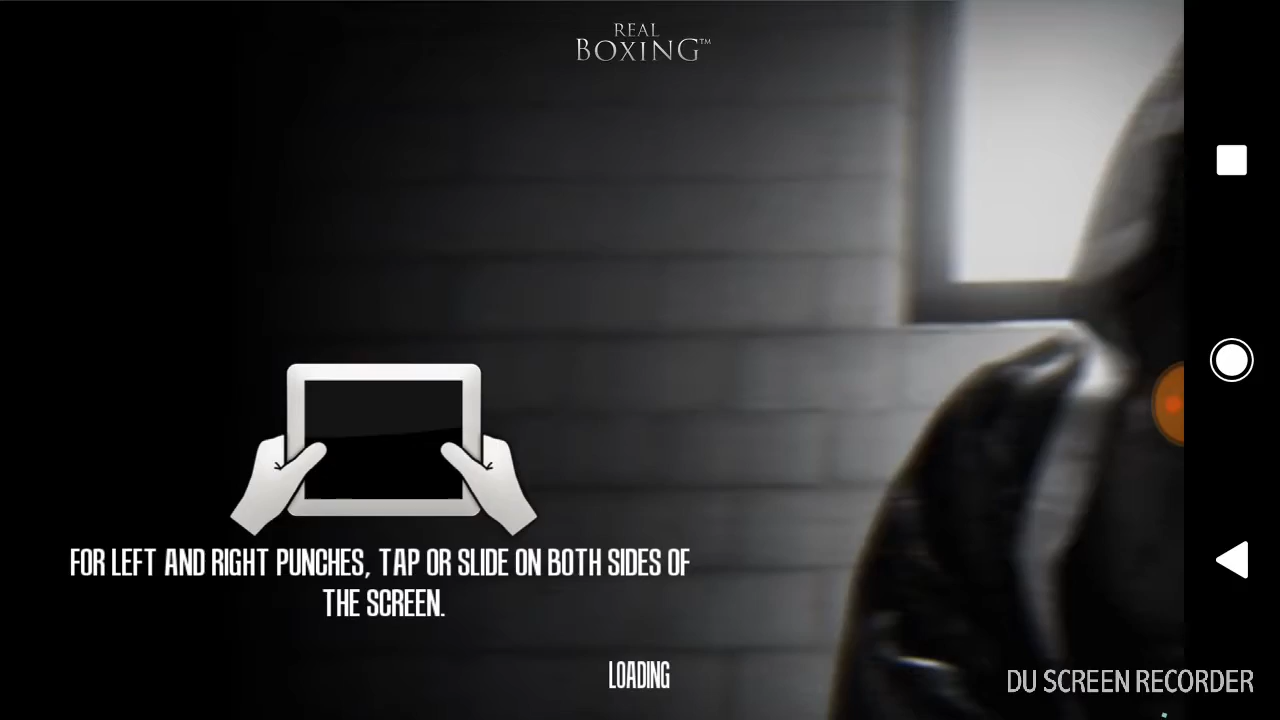 REAL
BOXING™
FOR LEFT AND RIGHT PUNCHES, TAP OR SLIDE ON BOTH SIDES OF
THE SCREEN.
LOADING
DU SCREEN RECORDER